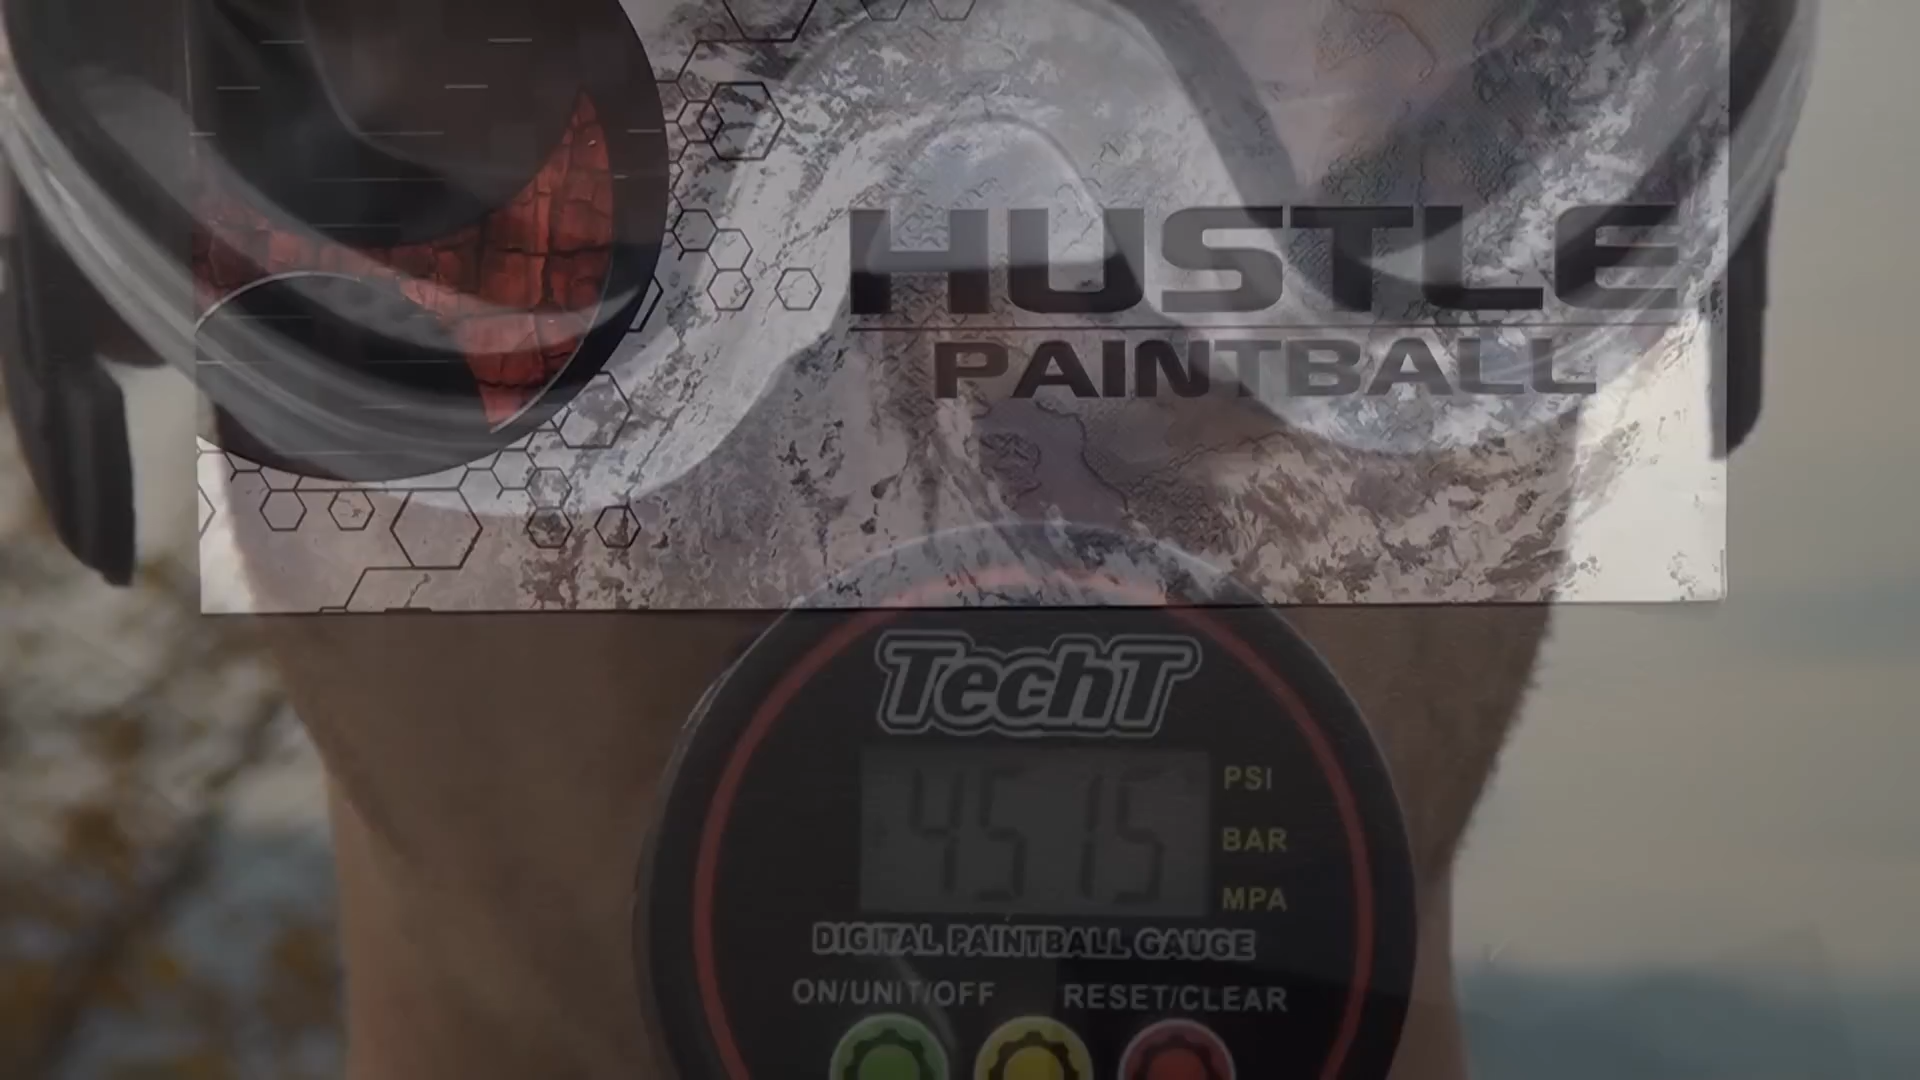 HUSTLE
PAINTBALL
TechT
4515
PSI
BAR
MPA
DIGITAL PAINTBALL GAUGE
ON/UNIT/OFF RESET/CLEAR